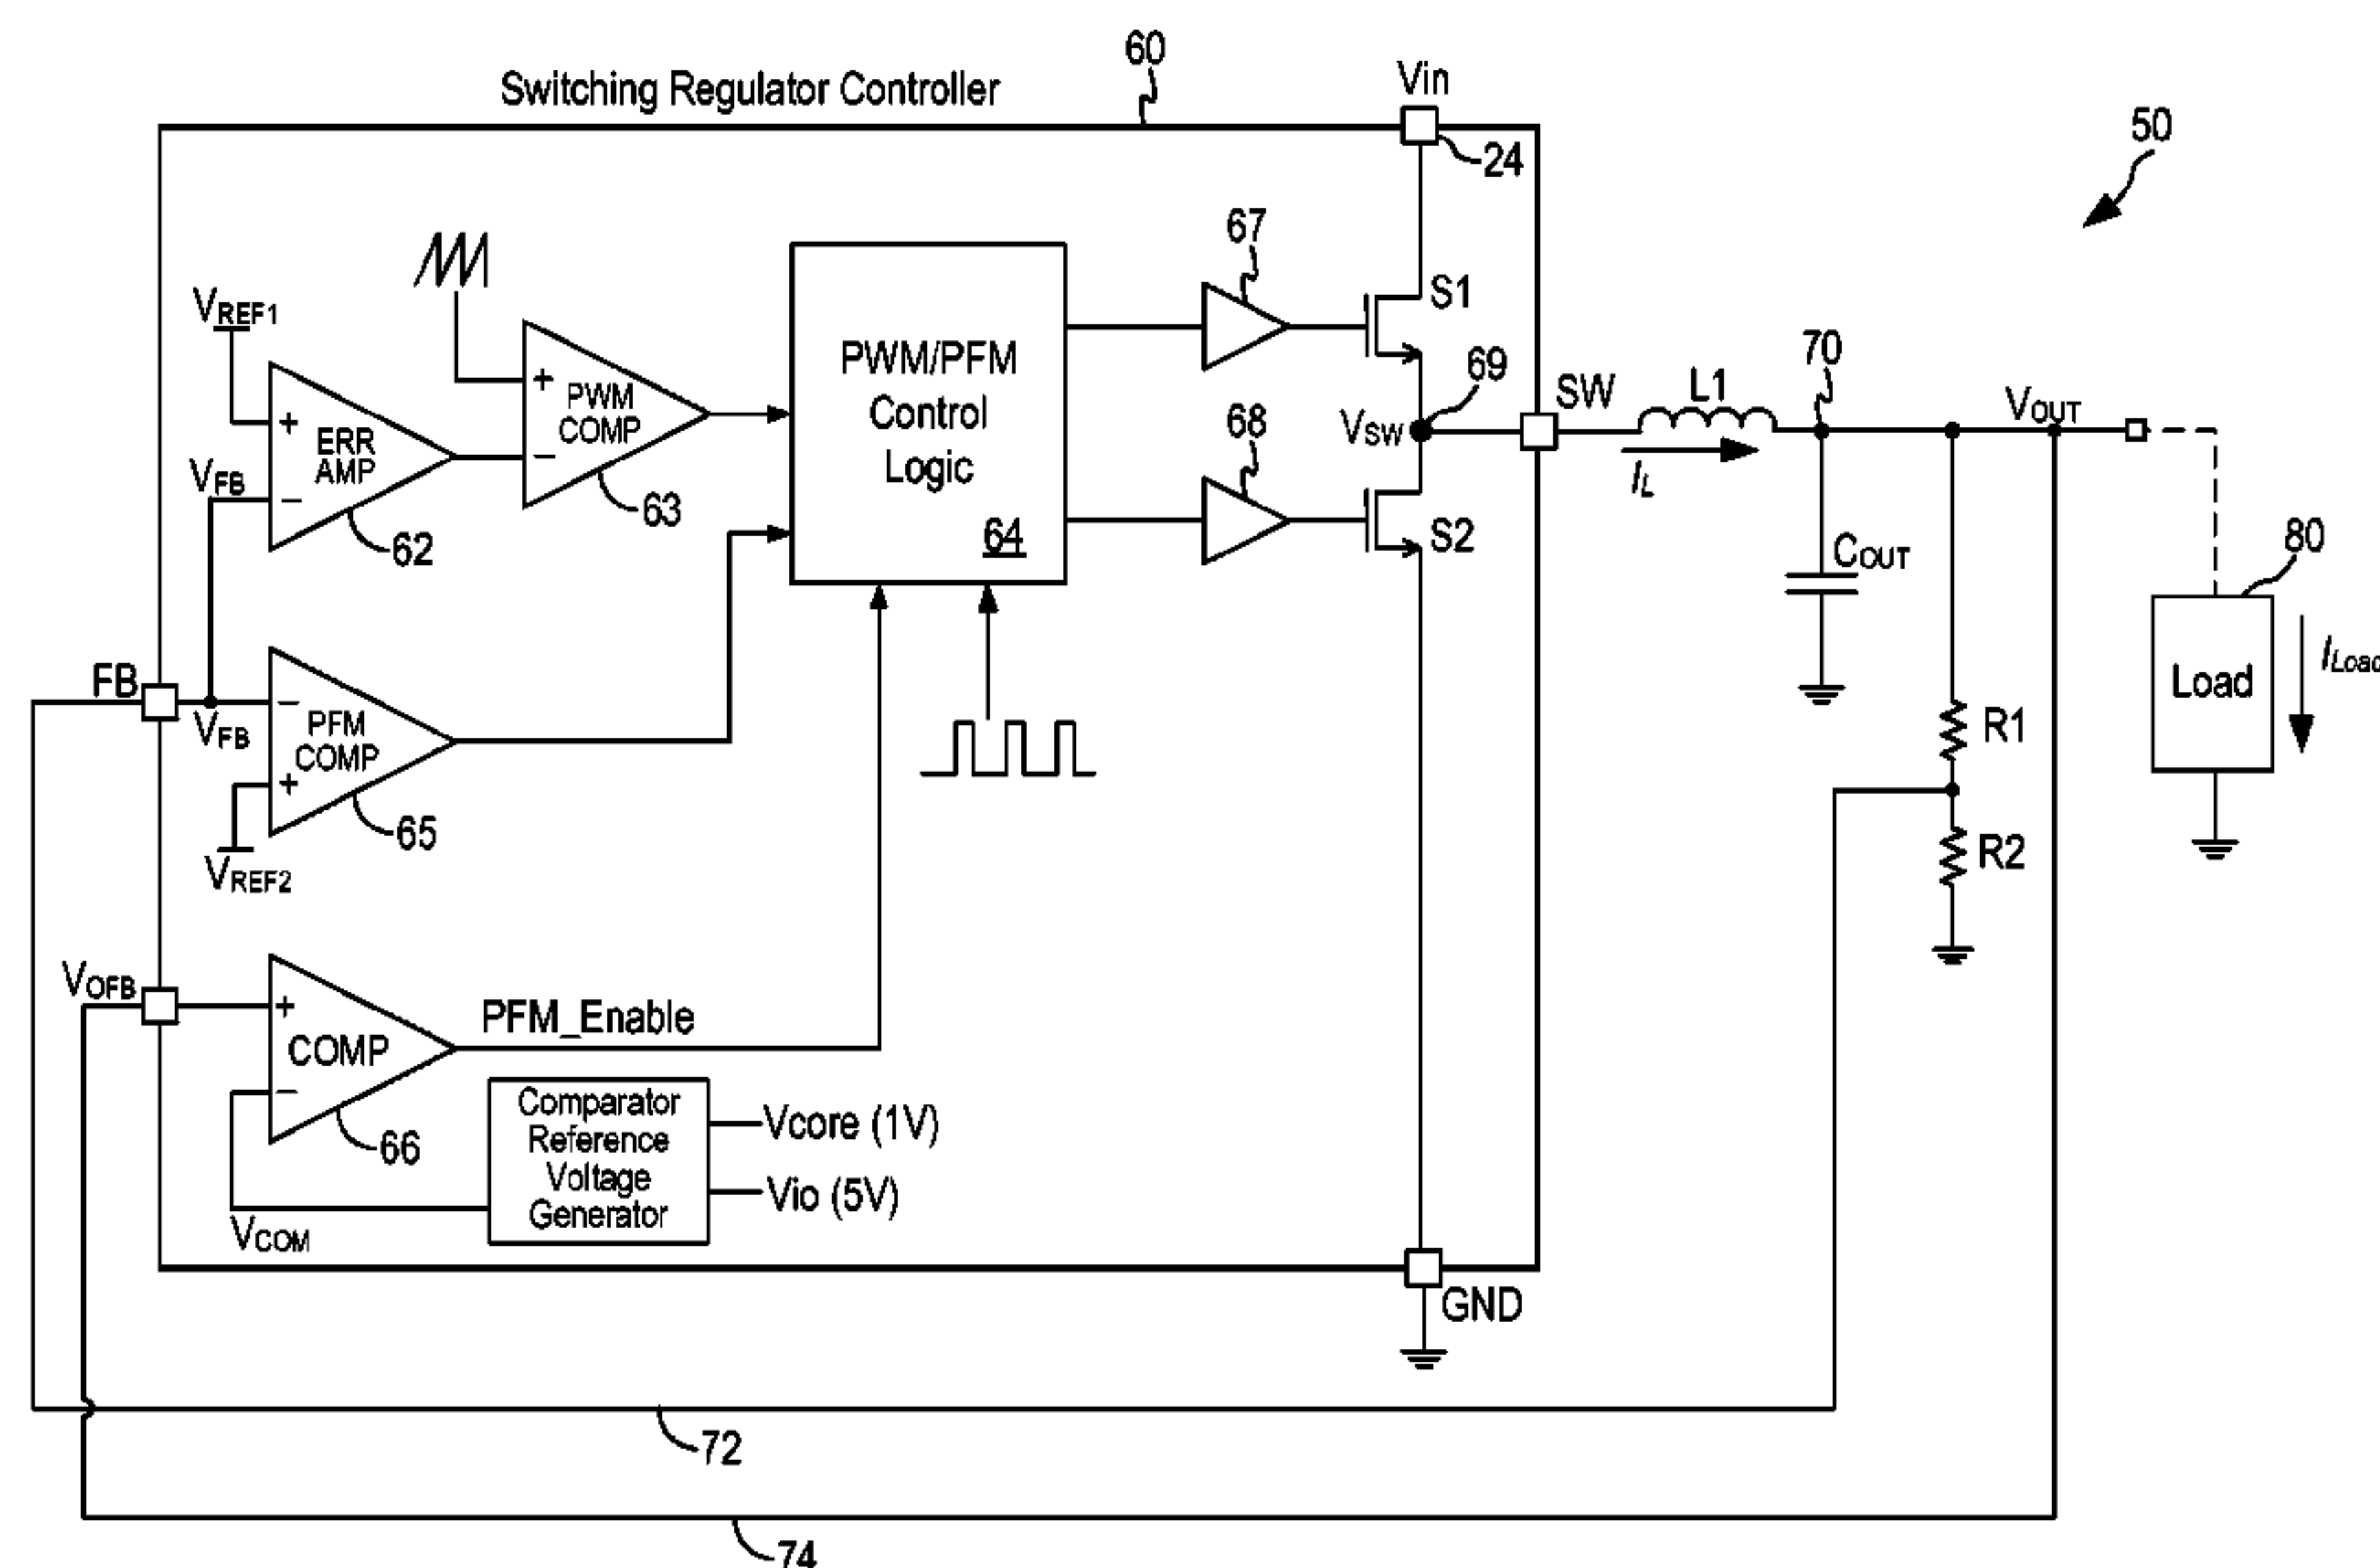 60
Switching Regulator Controller
Vin
24
50
67
S1
VREF1
+
ERR
AMP
VFB
−
62
+
PWM
COMP
−
63
PWM/PFM
Control
Logic
64
69
VSW
SW
L1
70
VOUT
IL
68
S2
COUT
80
Load
ILoad
FB
VFB
−
PFM
COMP
+
65
VREF2
R1
R2
VOFB
+
COMP
−
66
PFM_Enable
Comparator
Reference
Voltage
Generator
Vcore (1V)
Vio (5V)
VCOM
GND
72
74